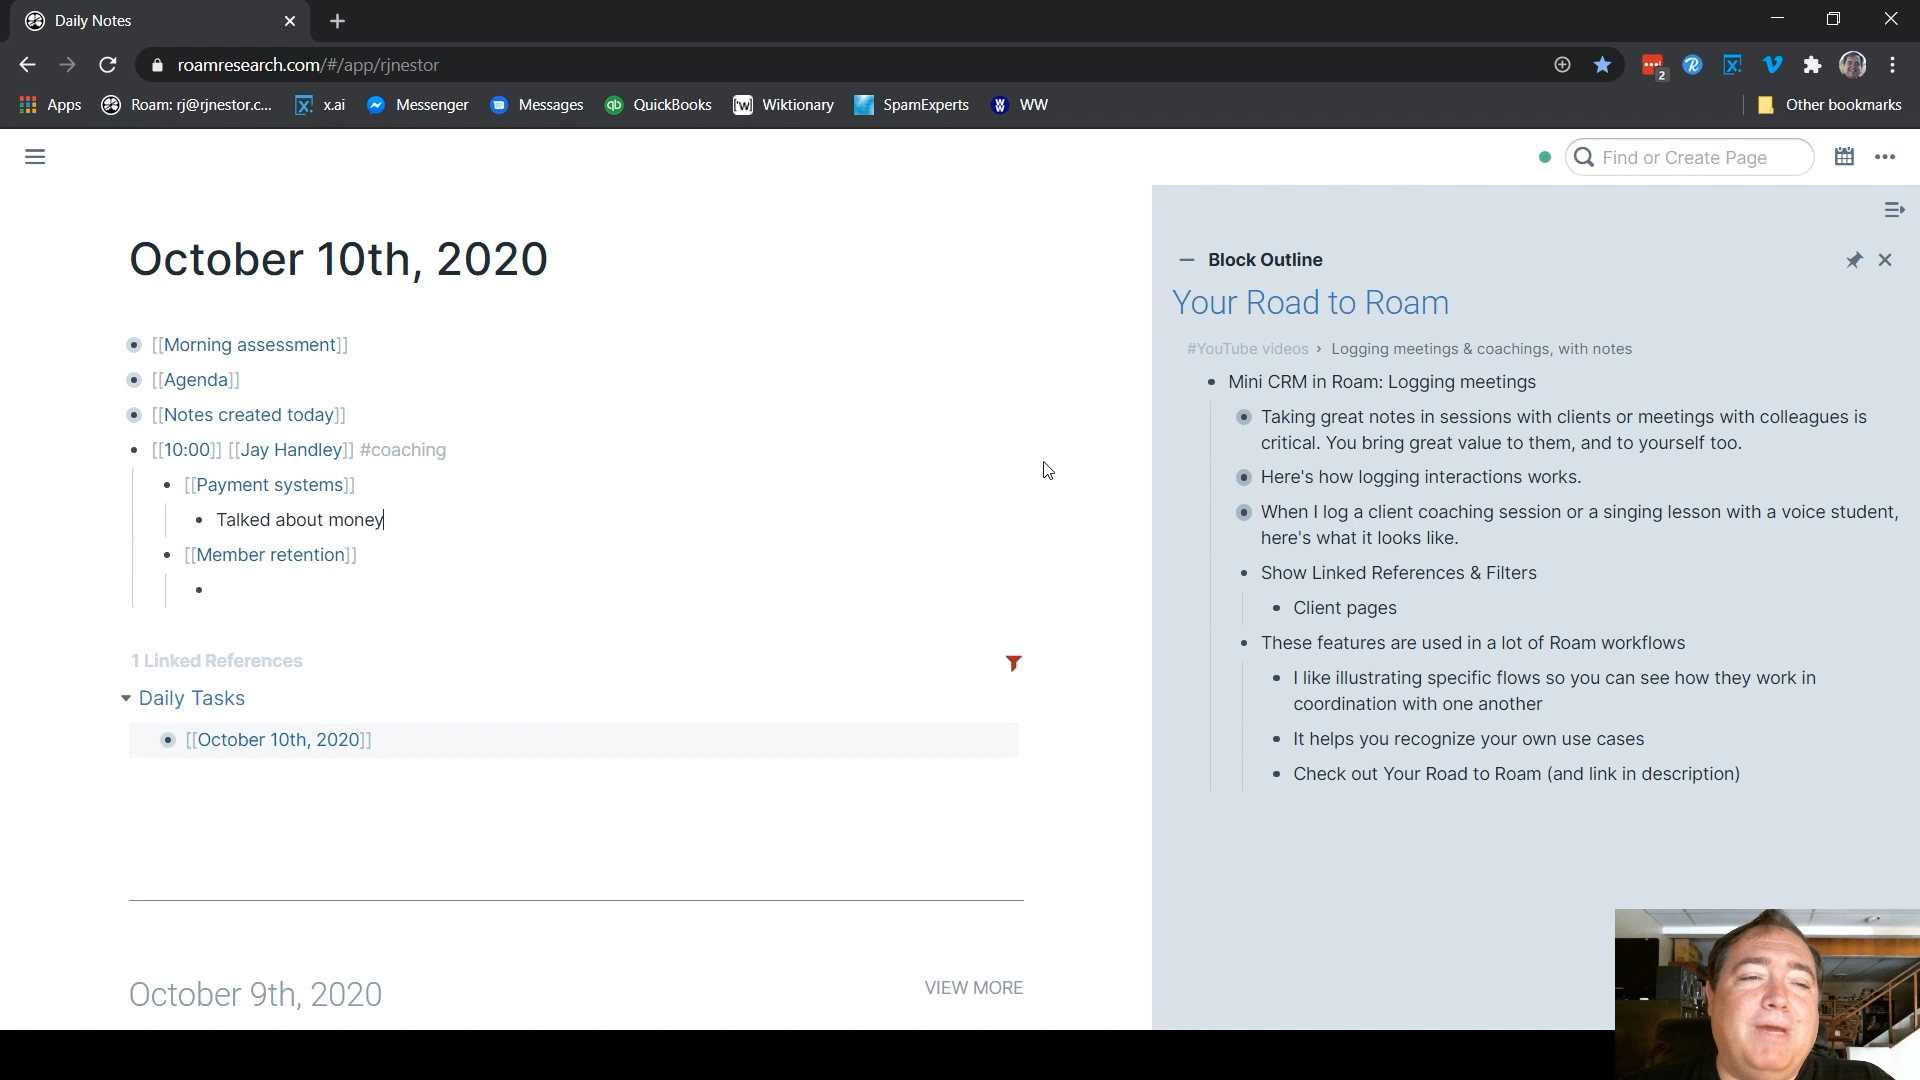 Daily Notes
roamresearch.com/#/app/rjnestor
2
Apps
Roam: rj@rjnestor.c...
x.ai
Messenger
Messages
QuickBooks
Wiktionary
SpamExperts
WW
Other bookmarks
Find or Create Page
October 10th, 2020
[[Morning assessment]]
[[Agenda]]
[[Notes created today]]
[[10:00]] [[Jay Handley]] #coaching
[[Payment systems]]
Talked about money
[[Member retention]]
1 Linked References
Daily Tasks
[[October 10th, 2020]]
October 9th, 2020
VIEW MORE
Block Outline
Your Road to Roam
#YouTube videos › Logging meetings & coachings, with notes
Mini CRM in Roam: Logging meetings
Taking great notes in sessions with clients or meetings with colleagues is
critical. You bring great value to them, and to yourself too.
Here's how logging interactions works.
When I log a client coaching session or a singing lesson with a voice student,
here's what it looks like.
Show Linked References & Filters
Client pages
These features are used in a lot of Roam workflows
I like illustrating specific flows so you can see how they work in
coordination with one another
It helps you recognize your own use cases
Check out Your Road to Roam (and link in description)